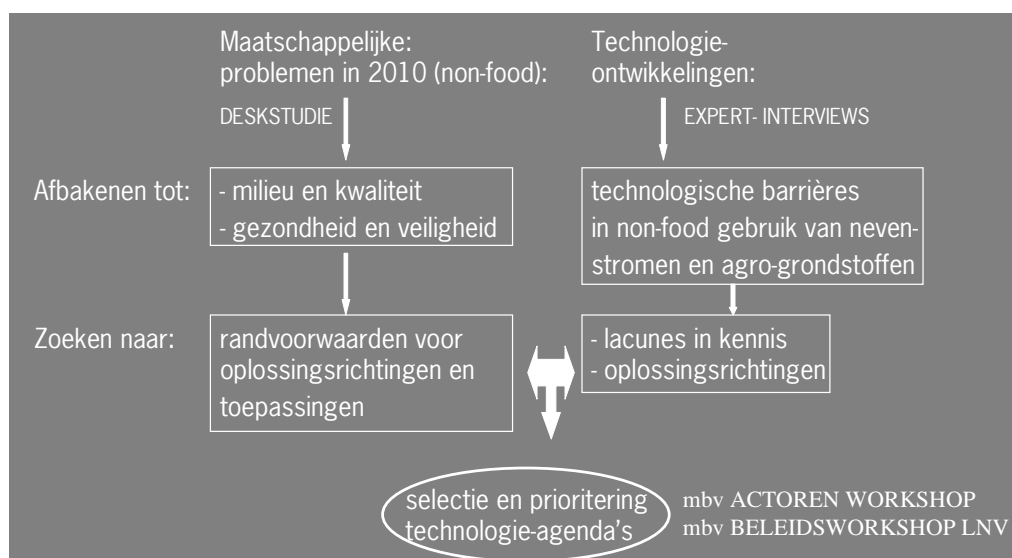 Maatschappelijke:
problemen in 2010 (non-food):
Technologie-
ontwikkelingen:
DESKSTUDIE
EXPERT- INTERVIEWS
Afbakenen tot:
- milieu en kwaliteit
- gezondheid en veiligheid
technologische barrières
in non-food gebruik van neven-
stromen en agro-grondstoffen
Zoeken naar:
randvoorwaarden voor
oplossingsrichtingen en
toepassingen
- lacunes in kennis
- oplossingsrichtingen
selectie en prioritering
technologie-agenda's
mbv ACTOREN WORKSHOP
mbv BELEIDSWORKSHOP LNV